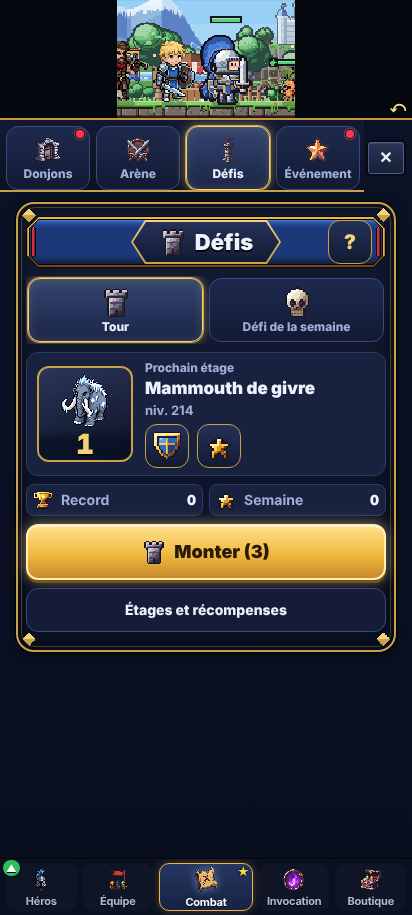 Donjons
Arène
Défis
Événement
×
Défis
?
Tour
Défi de la semaine
Prochain étage
Mammouth de givre
niv. 214
1
Record 0
Semaine 0
Monter (3)
Étages et récompenses
Héros
Équipe
Combat
Invocation
Boutique